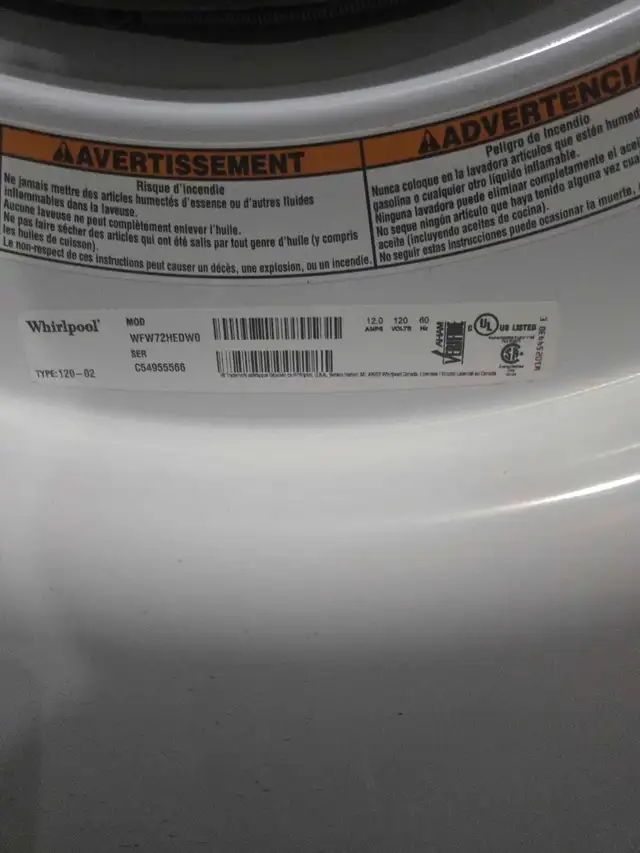 AVERTISSEMENT
Risque d'incendie
Ne jamais mettre des articles humectés d'essence ou d'autres fluides
inflammables dans la laveuse.
Aucune laveuse ne peut complètement enlever l'huile.
Ne pas faire sécher des articles qui ont été salis par tout genre d'huile (y compris
les huiles de cuisson).
Le non-respect de ces instructions peut causer un décès, une explosion, ou un incendie.
ADVERTENCIA
Peligro de Incendio
Nunca coloque en la lavadora artículos que estén humed
gasolina o cualquier otro líquido inflamable.
Ninguna lavadora puede eliminar completamente el acei
No seque ningún artículo que haya tenido alguna vez cua
aceite (incluyendo aceites de cocina).
No seguir estas instrucciones puede ocasionar la muerte,
Whirlpool
MOD
WFW72HEDW0
SER
C54955566
TYPE:120-02
12.0 120 60
AMPS VOLTS Hz
AHAM
VERIFIABLE
C UL US LISTED